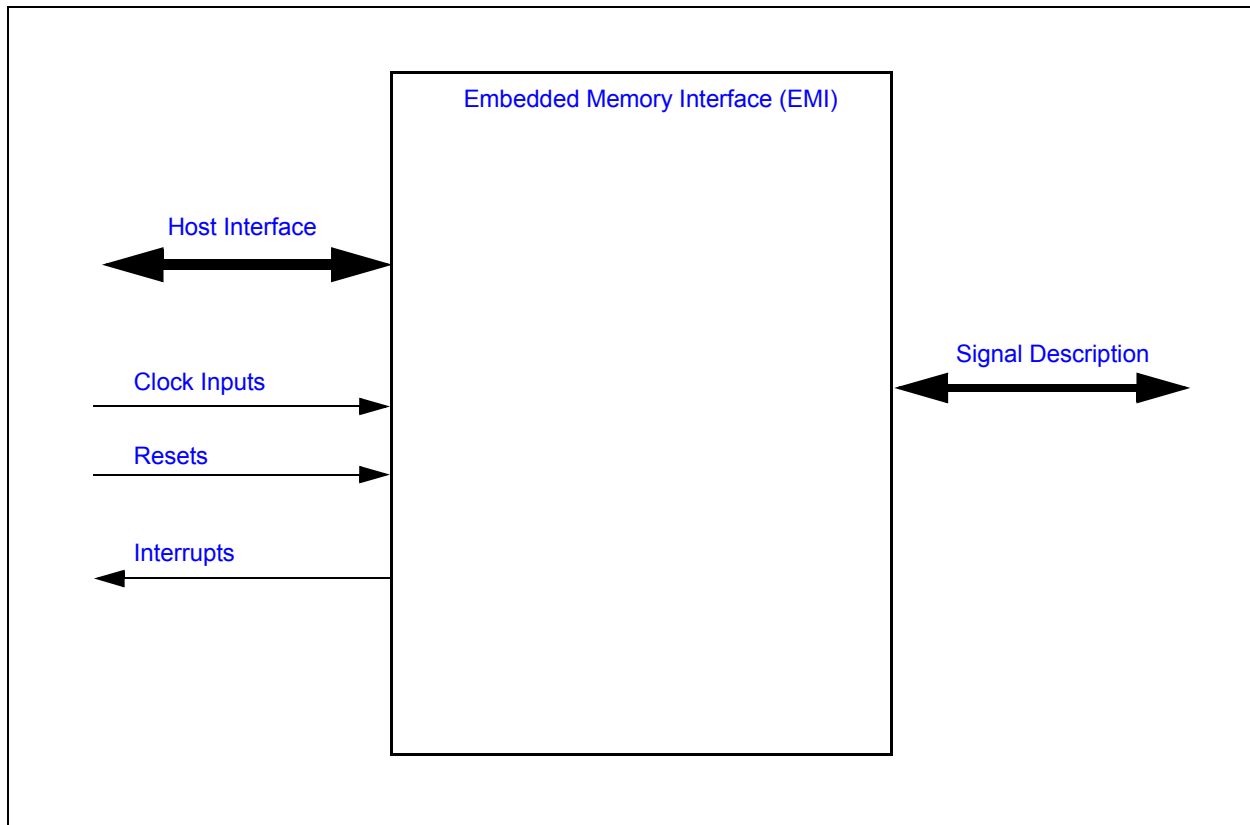 Embedded Memory Interface (EMI)
Host Interface
Signal Description
Clock Inputs
Resets
Interrupts